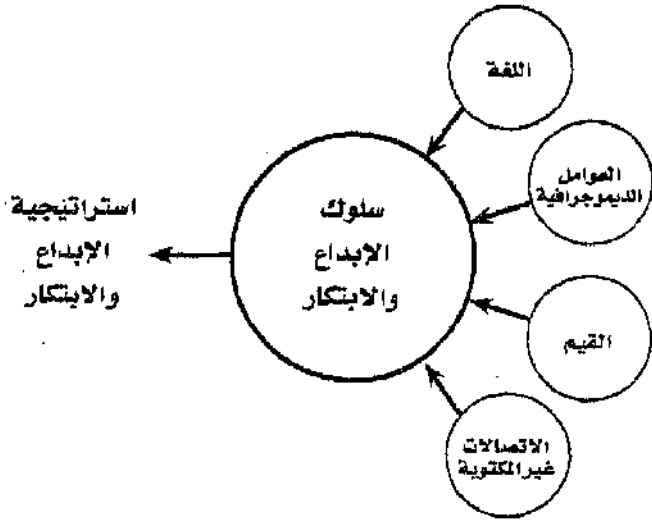 اللغة
العوامل
الديموجرافية
سلوك
الإبداع
والابتكار
استراتيجية
الإبداع
والابتكار
القيم
الاتصالات
غير المكتوبة